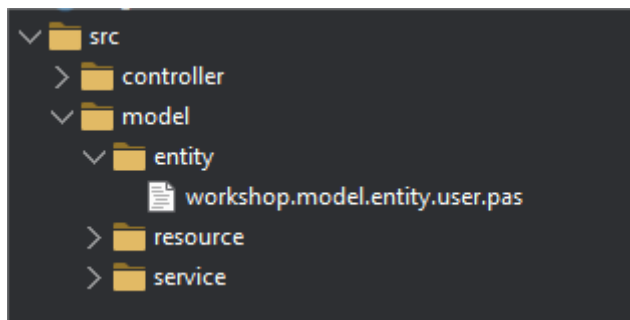 src
controller
model
entity
workshop.model.entity.user.pas
resource
service